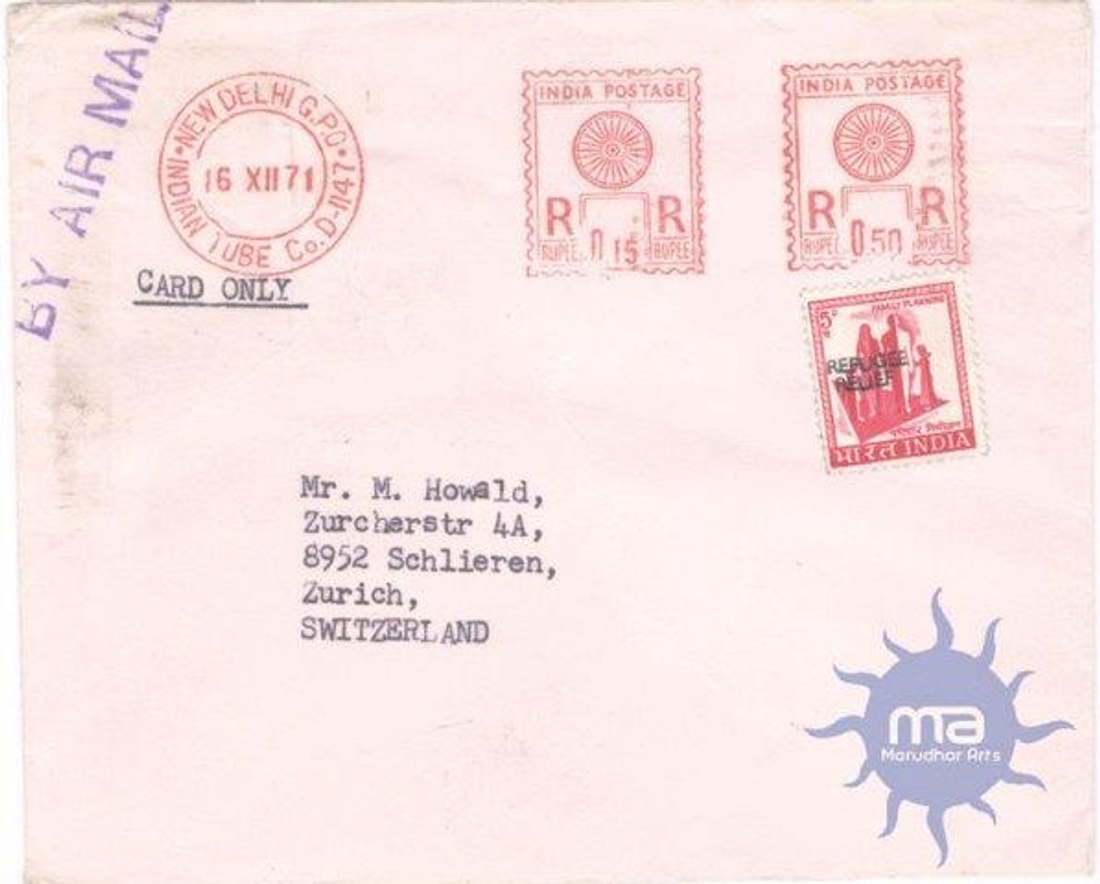 BY AIR MAIL
NEW DELHI G.P.O.
INDIAN TUBE Co. D-1147
16 XII 71
CARD ONLY
INDIA POSTAGE
R R
RUPEE 0.15 RUPEE
INDIA POSTAGE
R R
RUPEE 0.50 RUPEE
5
FAMILY PLANNING
REFUGEE
RELIEF
भारत INDIA
Mr. M. Howald,
Zurcherstr 4A,
8952 Schlieren,
Zurich,
SWITZERLAND
ma
Marudhar Arts